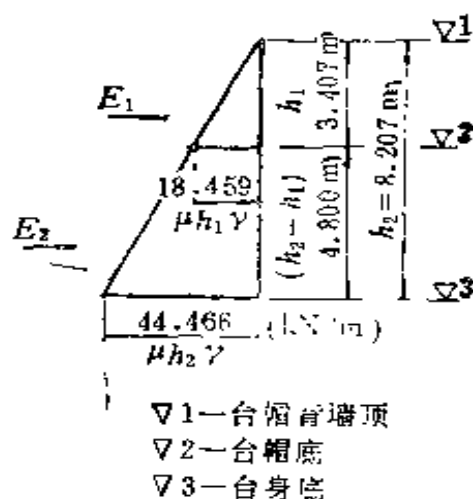 ▽1
E₁
h₁
3.407 m
▽2
h₂=8.207 m
18.459
μh₁γ
(h₂-h₁)
4.800 m
E₂
▽3
44.466 (kN/m)
μh₂γ
▽1—台帽背墙顶
▽2—台帽底
▽3—台身底